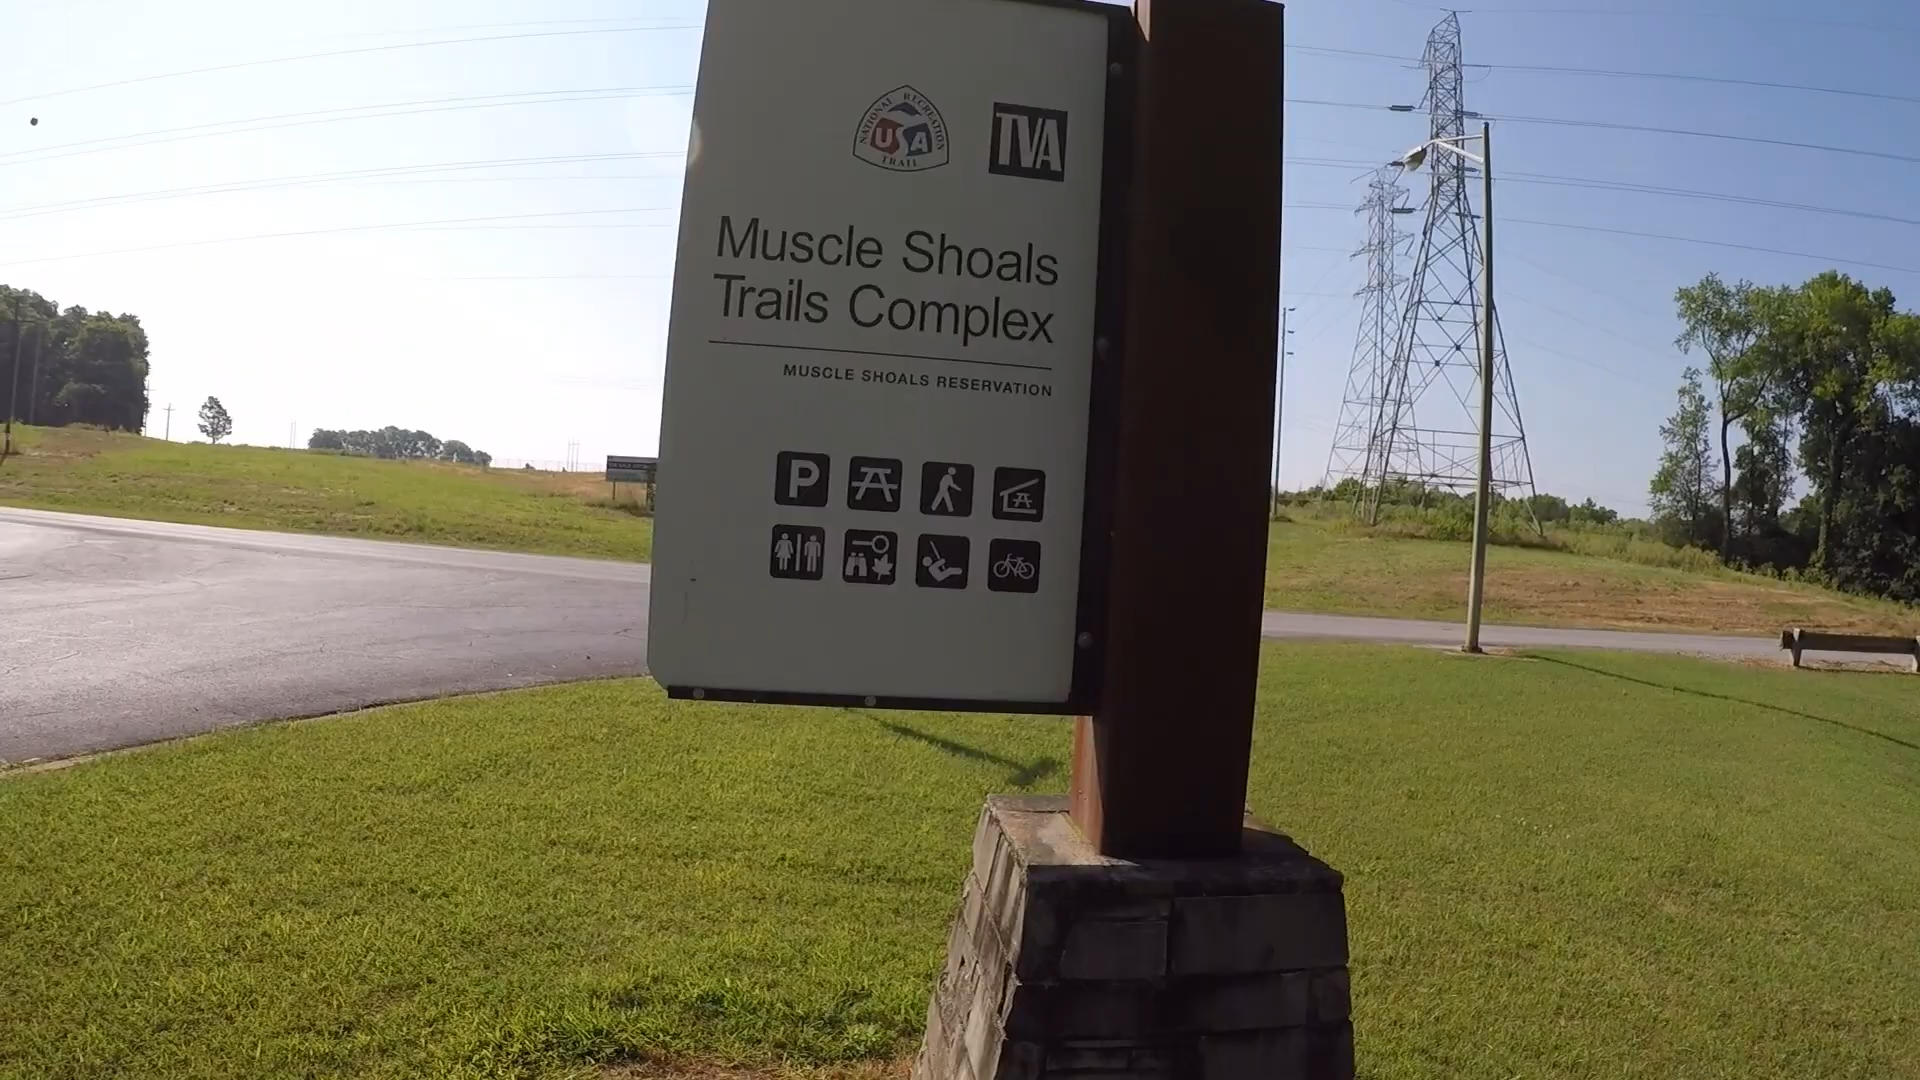 NATIONAL RECREATION
USA
TRAIL
TVA
Muscle Shoals
Trails Complex
MUSCLE SHOALS RESERVATION
P